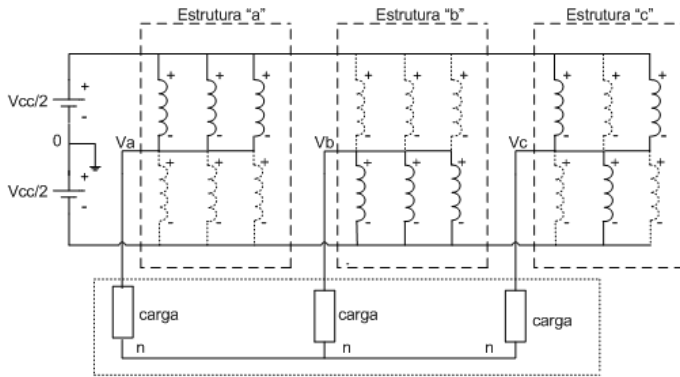 Estrutura “a” Estrutura “b” Estrutura “c”
+ + + + + + + + +
+
Vcc/2
-
- - - - - - - - -
0 Va Vb Vc
+ + + + + + + + +
+
Vcc/2
-
- - - - - - - - -
carga carga carga
n n n